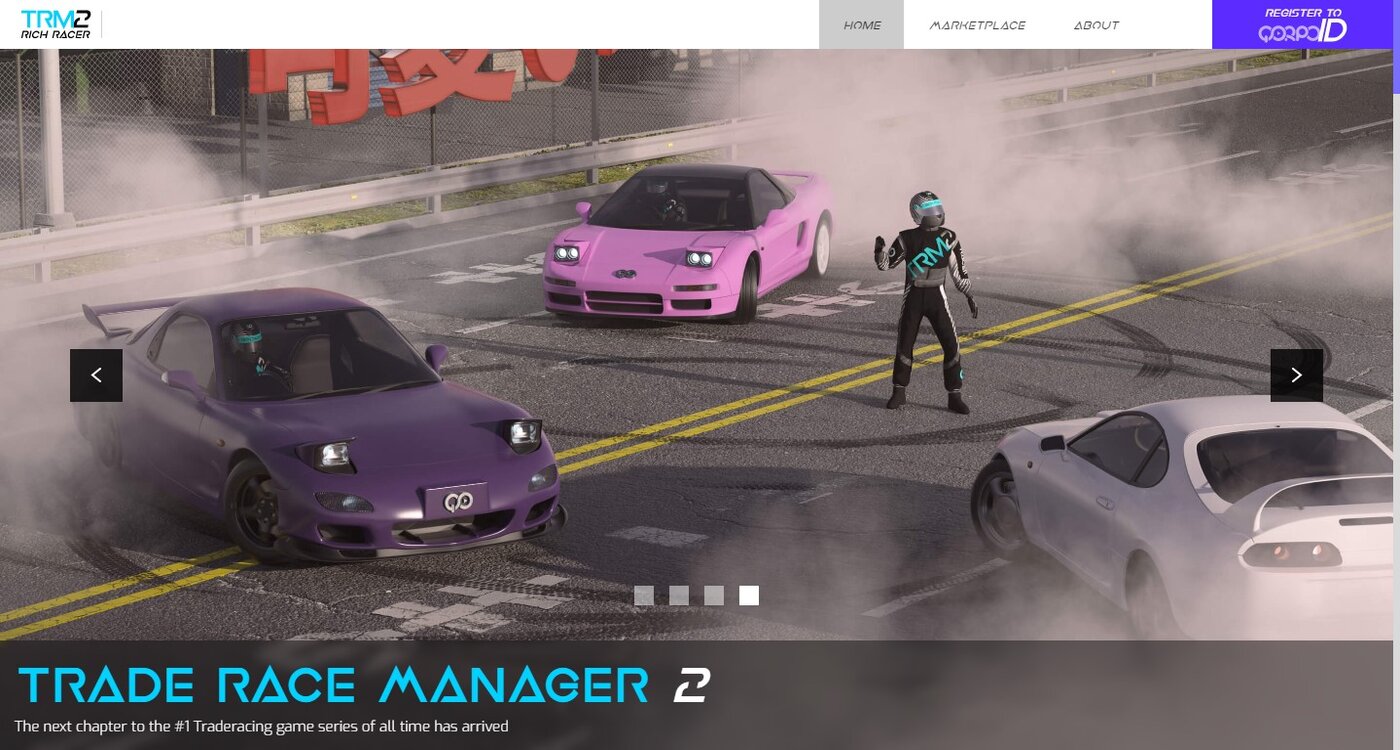 TRM2
RICH RACER
HOME
MARKETPLACE
ABOUT
REGISTER TO
QORPO ID
TRM
TRADE RACE MANAGER 2
The next chapter to the #1 Traderacing game series of all time has arrived